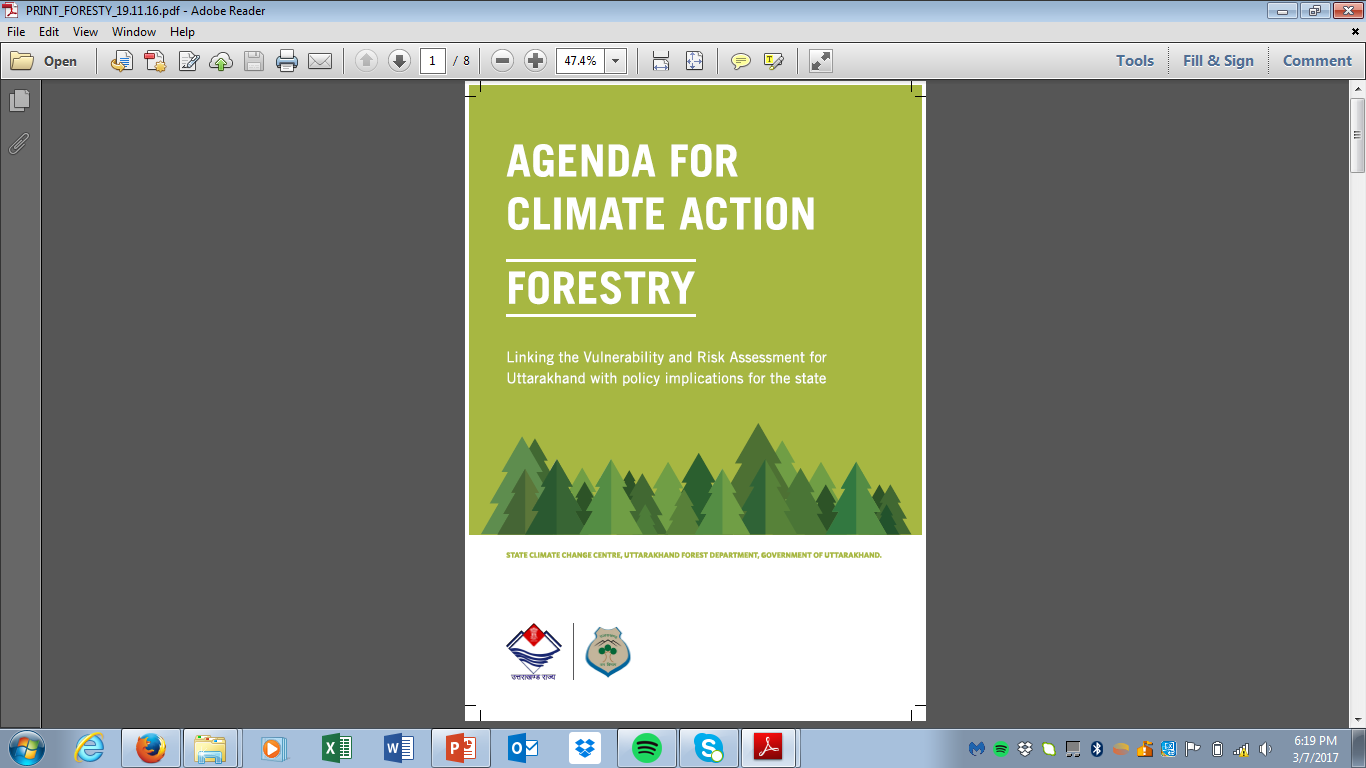 PRINT_FORESTY_19.11.16.pdf - Adobe Reader
File Edit View Window Help
Open
1 / 8
47.4%
Tools Fill & Sign Comment
AGENDA FOR
CLIMATE ACTION
FORESTRY
Linking the Vulnerability and Risk Assessment for
Uttarakhand with policy implications for the state
STATE CLIMATE CHANGE CENTRE, UTTARAKHAND FOREST DEPARTMENT, GOVERNMENT OF UTTARAKHAND.
उत्तराखण्ड राज्य
6:19 PM
3/7/2017